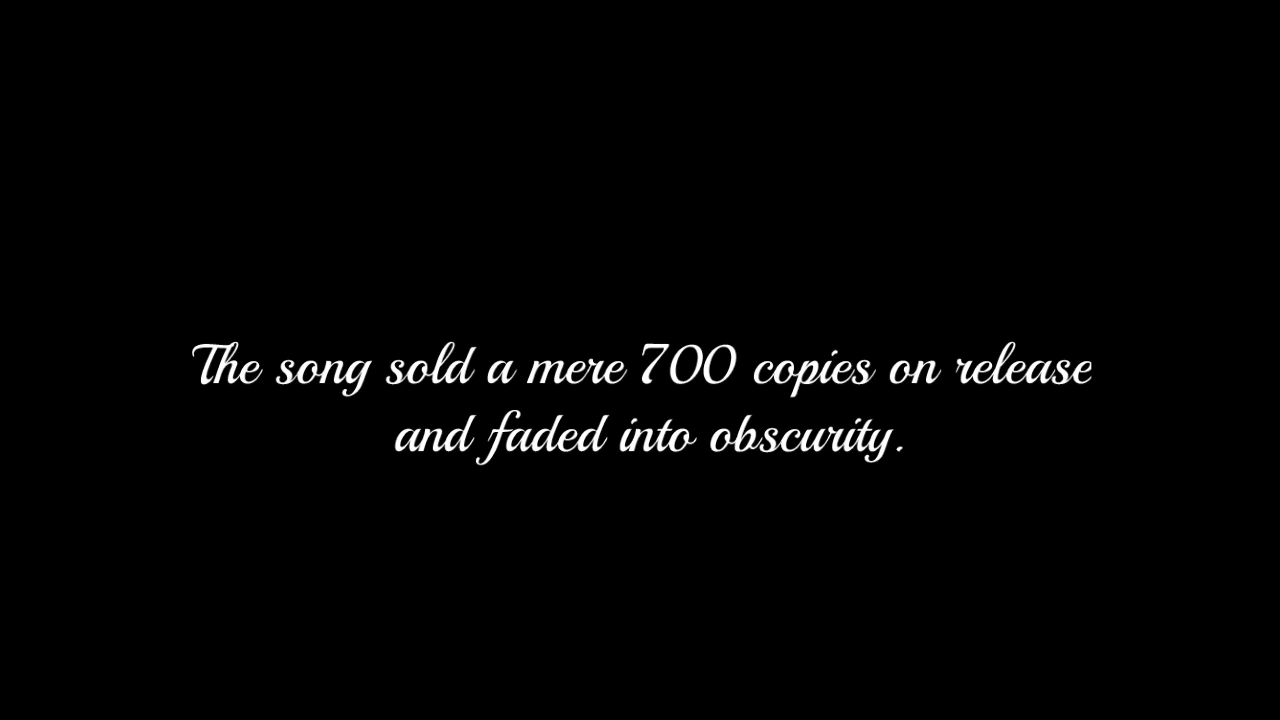 The song sold a mere 700 copies on release
and faded into obscurity.